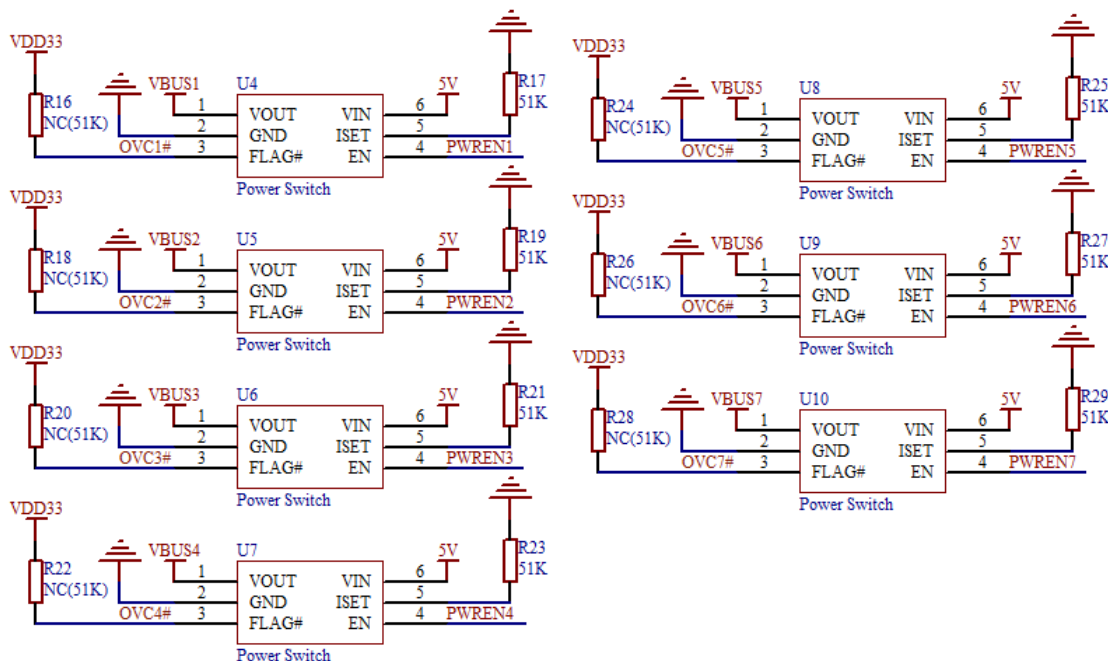 VDD33
R16
NC(51K)
VBUS1
OVC1#
U4
1 VOUT VIN 6
2 GND ISET 5
3 FLAG# EN 4
Power Switch
5V
PWREN1
R17
51K
VDD33
R18
NC(51K)
VBUS2
OVC2#
U5
1 VOUT VIN 6
2 GND ISET 5
3 FLAG# EN 4
Power Switch
5V
PWREN2
R19
51K
VDD33
R20
NC(51K)
VBUS3
OVC3#
U6
1 VOUT VIN 6
2 GND ISET 5
3 FLAG# EN 4
Power Switch
5V
PWREN3
R21
51K
VDD33
R22
NC(51K)
VBUS4
OVC4#
U7
1 VOUT VIN 6
2 GND ISET 5
3 FLAG# EN 4
Power Switch
5V
PWREN4
R23
51K
VDD33
R24
NC(51K)
VBUS5
OVC5#
U8
1 VOUT VIN 6
2 GND ISET 5
3 FLAG# EN 4
Power Switch
5V
PWREN5
R25
51K
VDD33
R26
NC(51K)
VBUS6
OVC6#
U9
1 VOUT VIN 6
2 GND ISET 5
3 FLAG# EN 4
Power Switch
5V
PWREN6
R27
51K
VDD33
R28
NC(51K)
VBUS7
OVC7#
U10
1 VOUT VIN 6
2 GND ISET 5
3 FLAG# EN 4
Power Switch
5V
PWREN7
R29
51K